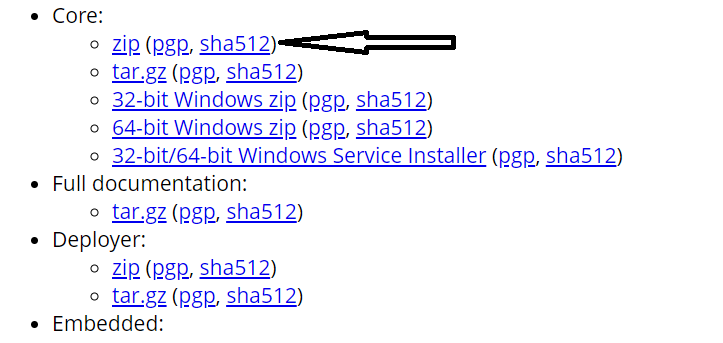 Core:
zip (pgp, sha512)
tar.gz (pgp, sha512)
32-bit Windows zip (pgp, sha512)
64-bit Windows zip (pgp, sha512)
32-bit/64-bit Windows Service Installer (pgp, sha512)
Full documentation:
tar.gz (pgp, sha512)
Deployer:
zip (pgp, sha512)
tar.gz (pgp, sha512)
Embedded: